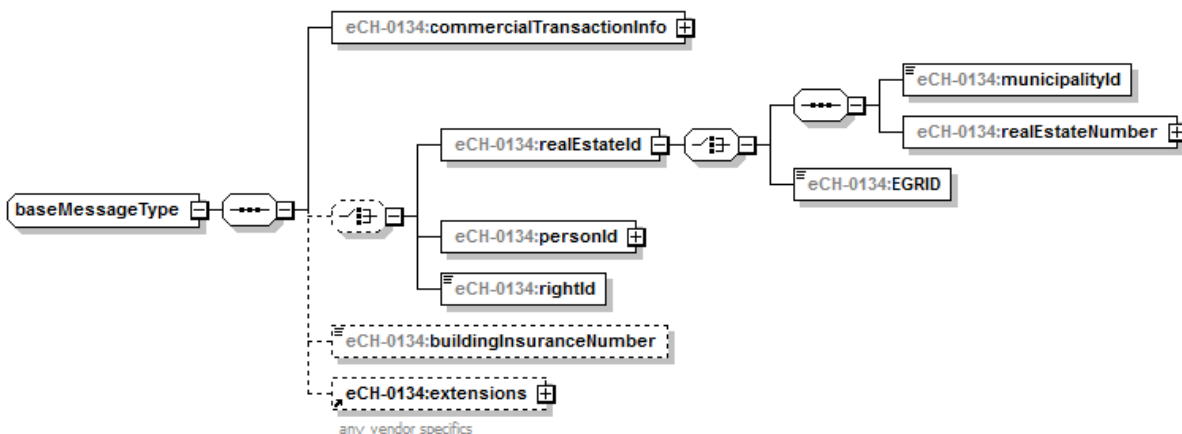 eCH-0134:commercialTransactionInfo
eCH-0134:municipalityId
eCH-0134:realEstateId
eCH-0134:realEstateNumber
eCH-0134:EGRID
baseMessageType
eCH-0134:personId
eCH-0134:rightId
eCH-0134:buildingInsuranceNumber
eCH-0134:extensions
any vendor specifics